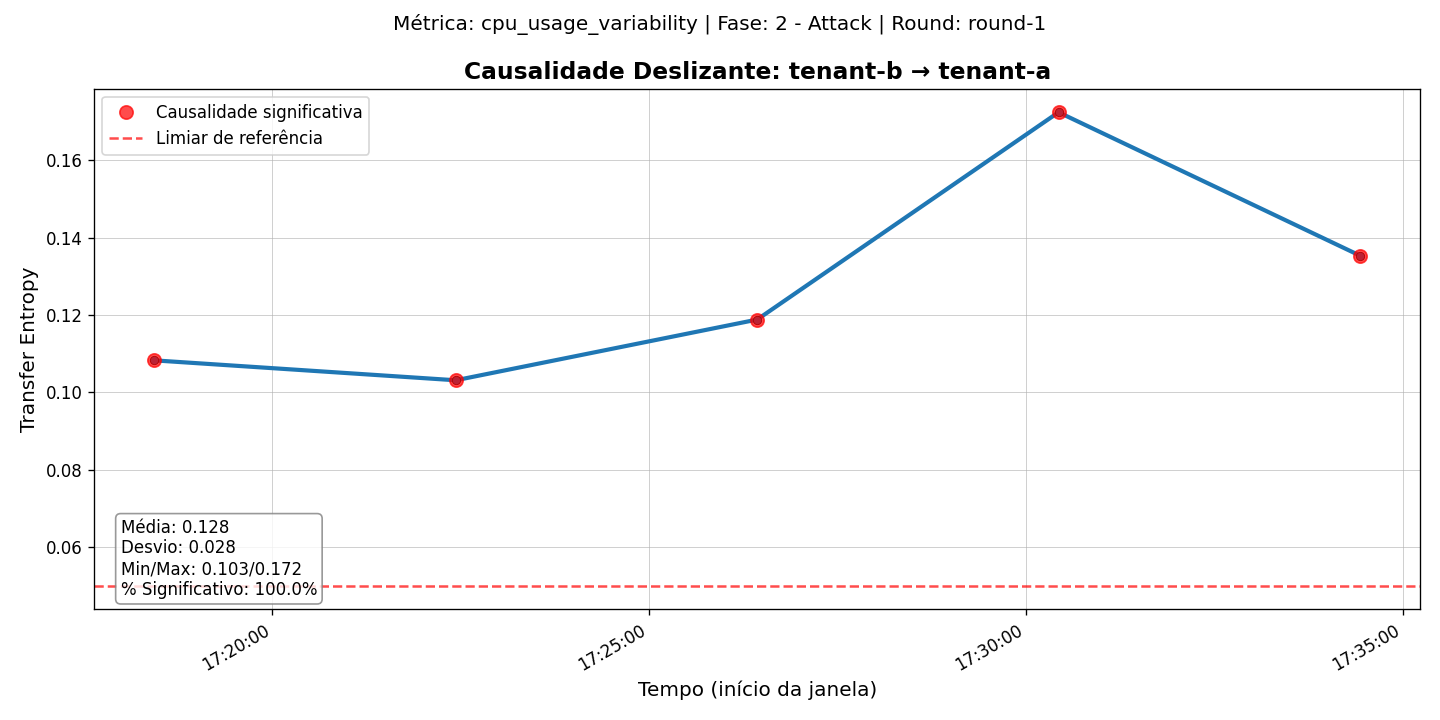 Métrica: cpu_usage_variability | Fase: 2 - Attack | Round: round-1
Causalidade Deslizante: tenant-b → tenant-a
Causalidade significativa
Limiar de referência
Transfer Entropy
0.16
0.14
0.12
0.10
0.08
0.06
Média: 0.128
Desvio: 0.028
Min/Max: 0.103/0.172
% Significativo: 100.0%
17:20:00
17:25:00
17:30:00
17:35:00
Tempo (início da janela)